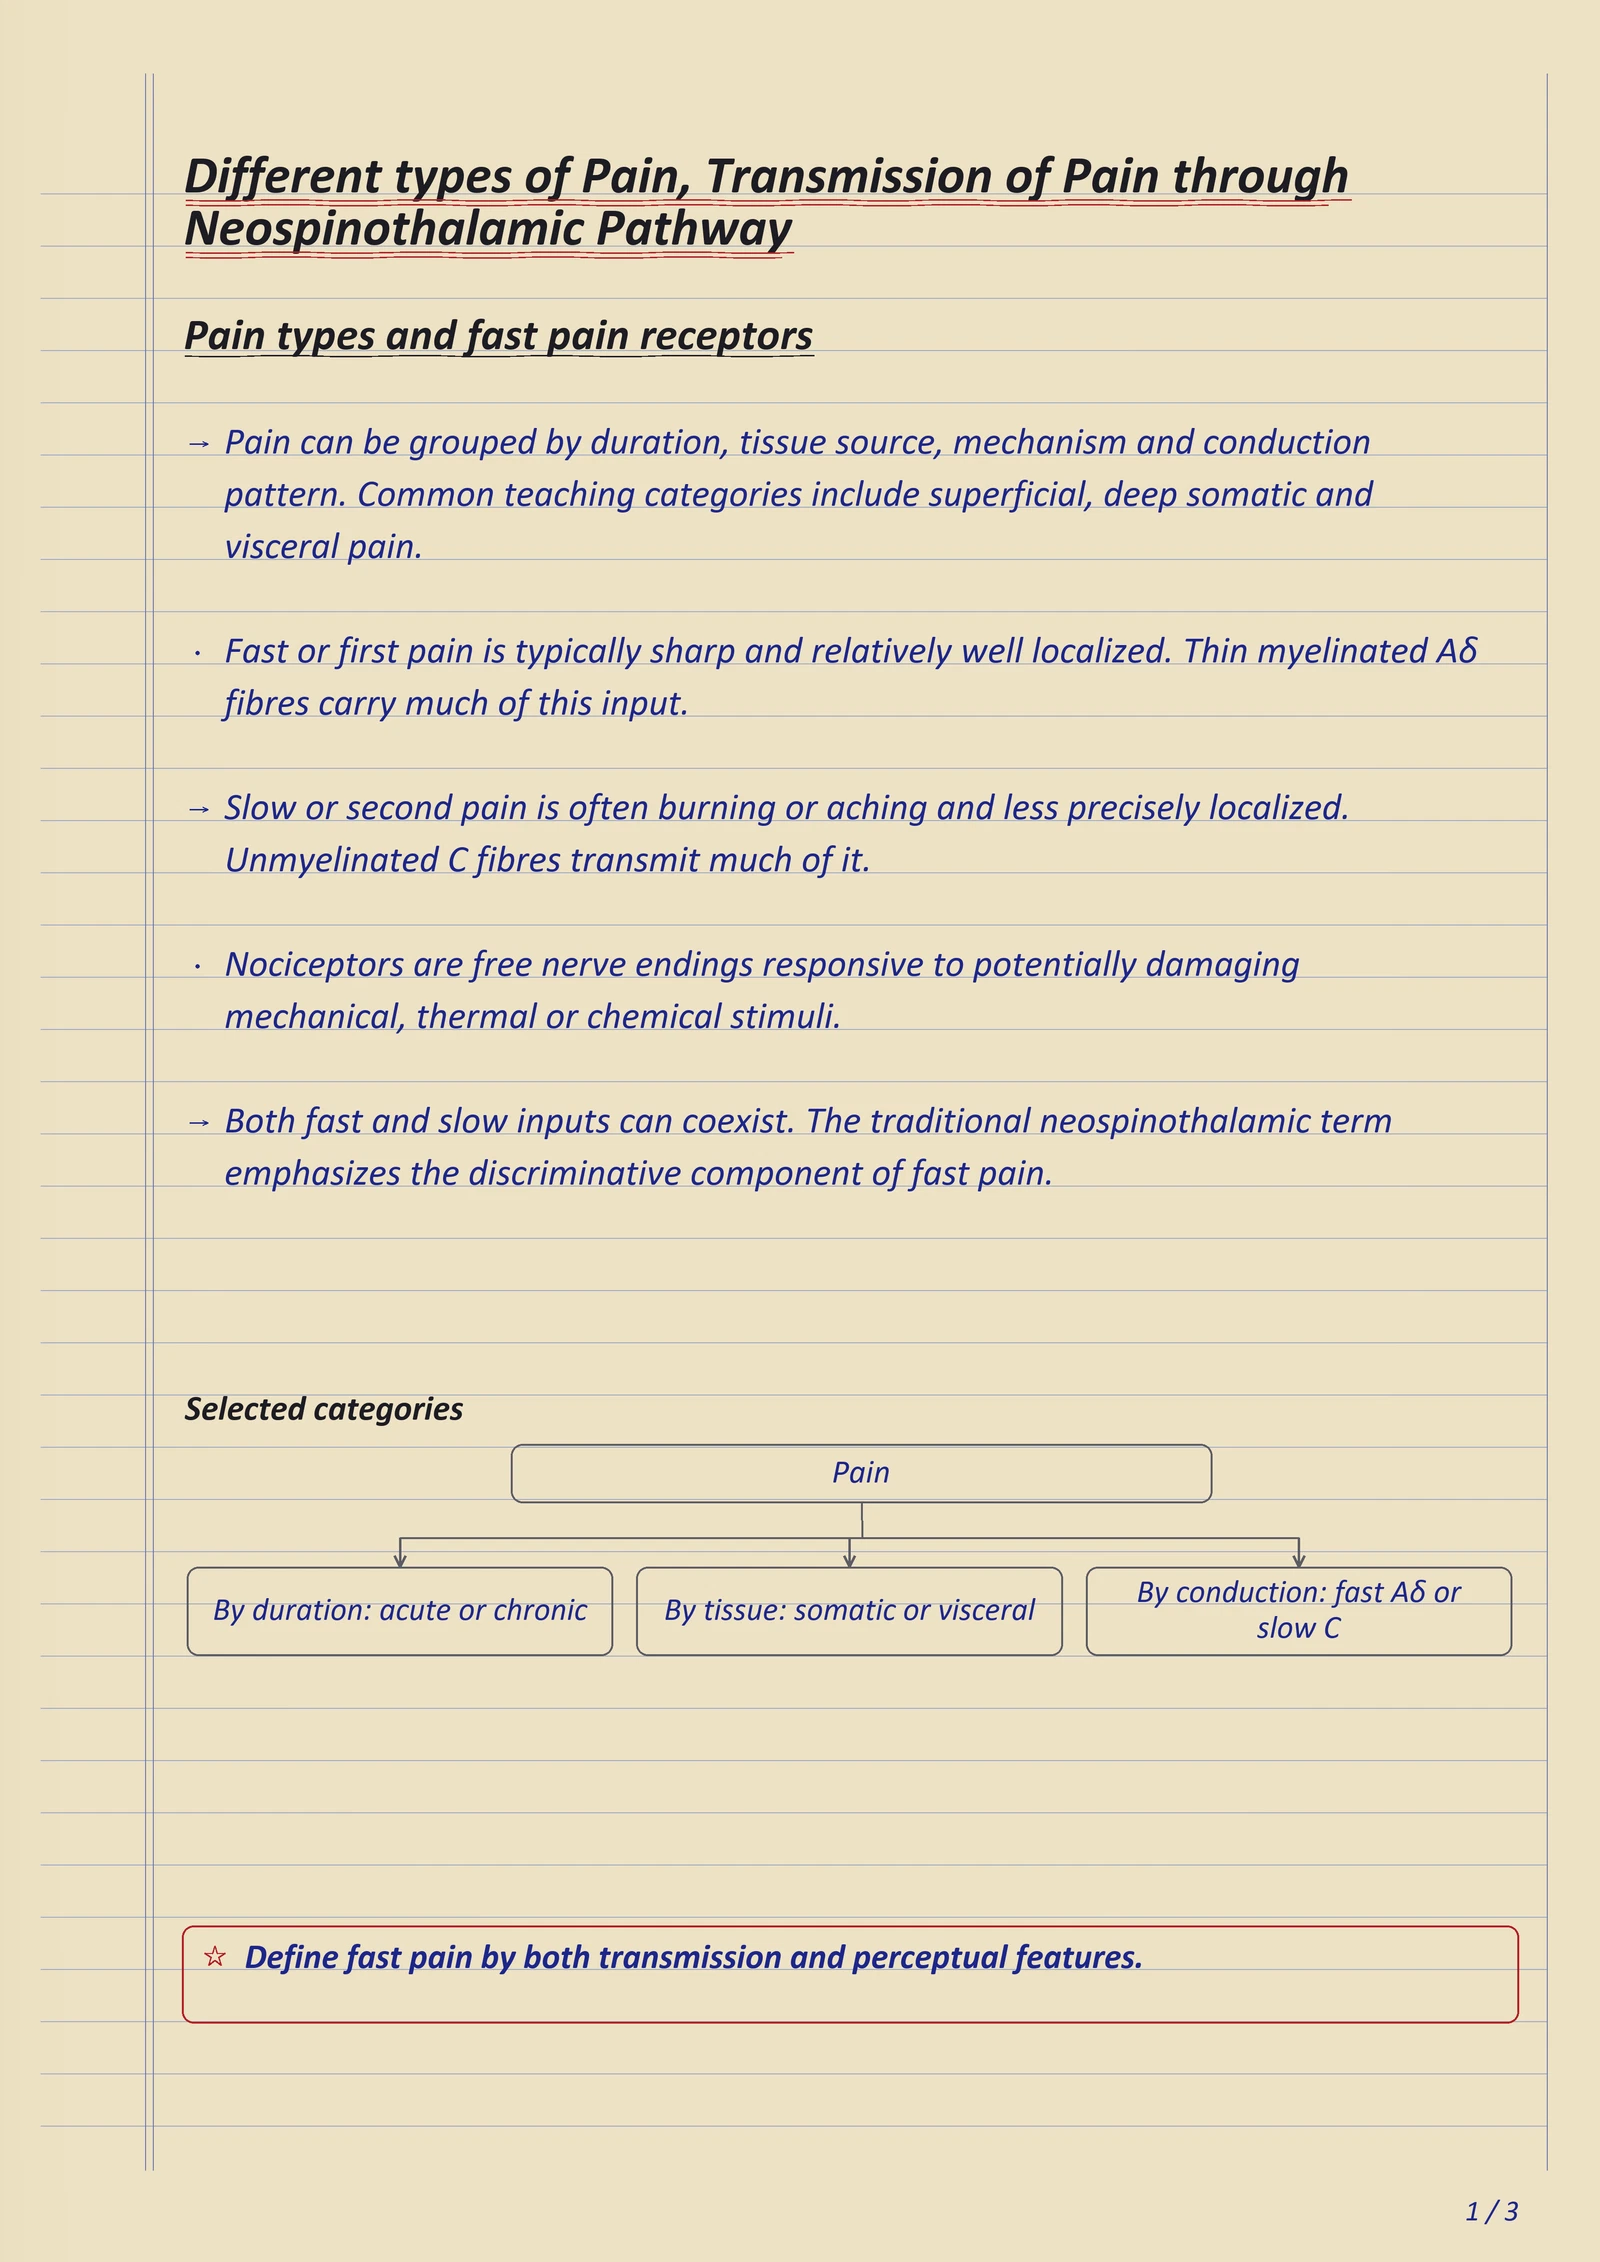 Different types of Pain, Transmission of Pain through
Neospinothalamic Pathway
Pain types and fast pain receptors
→ Pain can be grouped by duration, tissue source, mechanism and conduction
pattern. Common teaching categories include superficial, deep somatic and
visceral pain.
· Fast or first pain is typically sharp and relatively well localized. Thin myelinated Aδ
fibres carry much of this input.
→ Slow or second pain is often burning or aching and less precisely localized.
Unmyelinated C fibres transmit much of it.
· Nociceptors are free nerve endings responsive to potentially damaging
mechanical, thermal or chemical stimuli.
→ Both fast and slow inputs can coexist. The traditional neospinothalamic term
emphasizes the discriminative component of fast pain.
Selected categories
Pain
By duration: acute or chronic
By tissue: somatic or visceral
By conduction: fast Aδ or
slow C
☆ Define fast pain by both transmission and perceptual features.
1 / 3